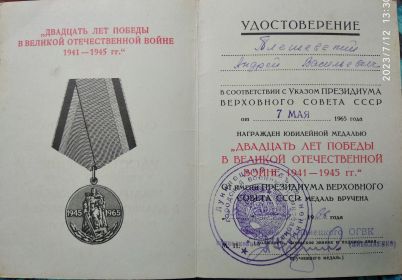 „ДВАДЦАТЬ ЛЕТ ПОБЕДЫ
В ВЕЛИКОЙ ОТЕЧЕСТВЕННОЙ ВОЙНЕ
1941—1945 гг.“
1945 1965
УДОСТОВЕРЕНИЕ
Андрей Васильевич
В СООТВЕТСТВИИ С УКАЗОМ ПРЕЗИДИУМА
ВЕРХОВНОГО СОВЕТА СССР
от 7 МАЯ 1965 года
НАГРАЖДЕН ЮБИЛЕЙНОЙ МЕДАЛЬЮ
„ДВАДЦАТЬ ЛЕТ ПОБЕДЫ
В ВЕЛИКОЙ ОТЕЧЕСТВЕННОЙ
ВОЙНЕ 1941—1945 гг.“
ОТ ИМЕНИ ПРЕЗИДИУМА ВЕРХОВНОГО
СОВЕТА СССР МЕДАЛЬ ВРУЧЕНА
года
ОГВК
вручившего медаль)
2023/7/12 13:30